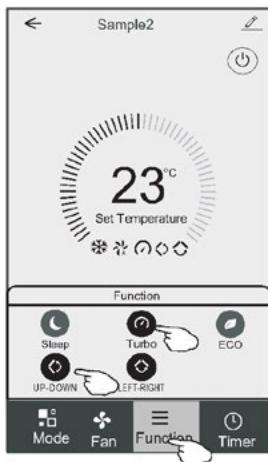 Sample2
23°C
Set Temperature
Function
Sleep Turbo ECO
UP-DOWN LEFT-RIGHT
Mode Fan Function Timer